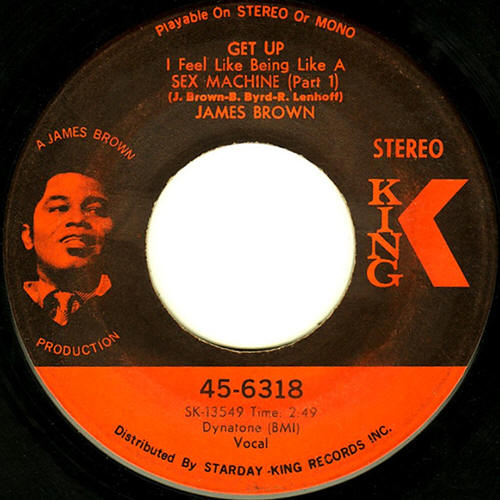 Playable On STEREO Or MONO
GET UP
I Feel Like Being Like A
SEX MACHINE (Part 1)
(J. Brown-B. Byrd-R. Lenhoff)
JAMES BROWN
A JAMES BROWN
PRODUCTION
STEREO
KING
45-6318
SK-13549 Time: 2:49
Dynatone (BMI)
Vocal
Distributed By STARDAY-KING RECORDS INC.